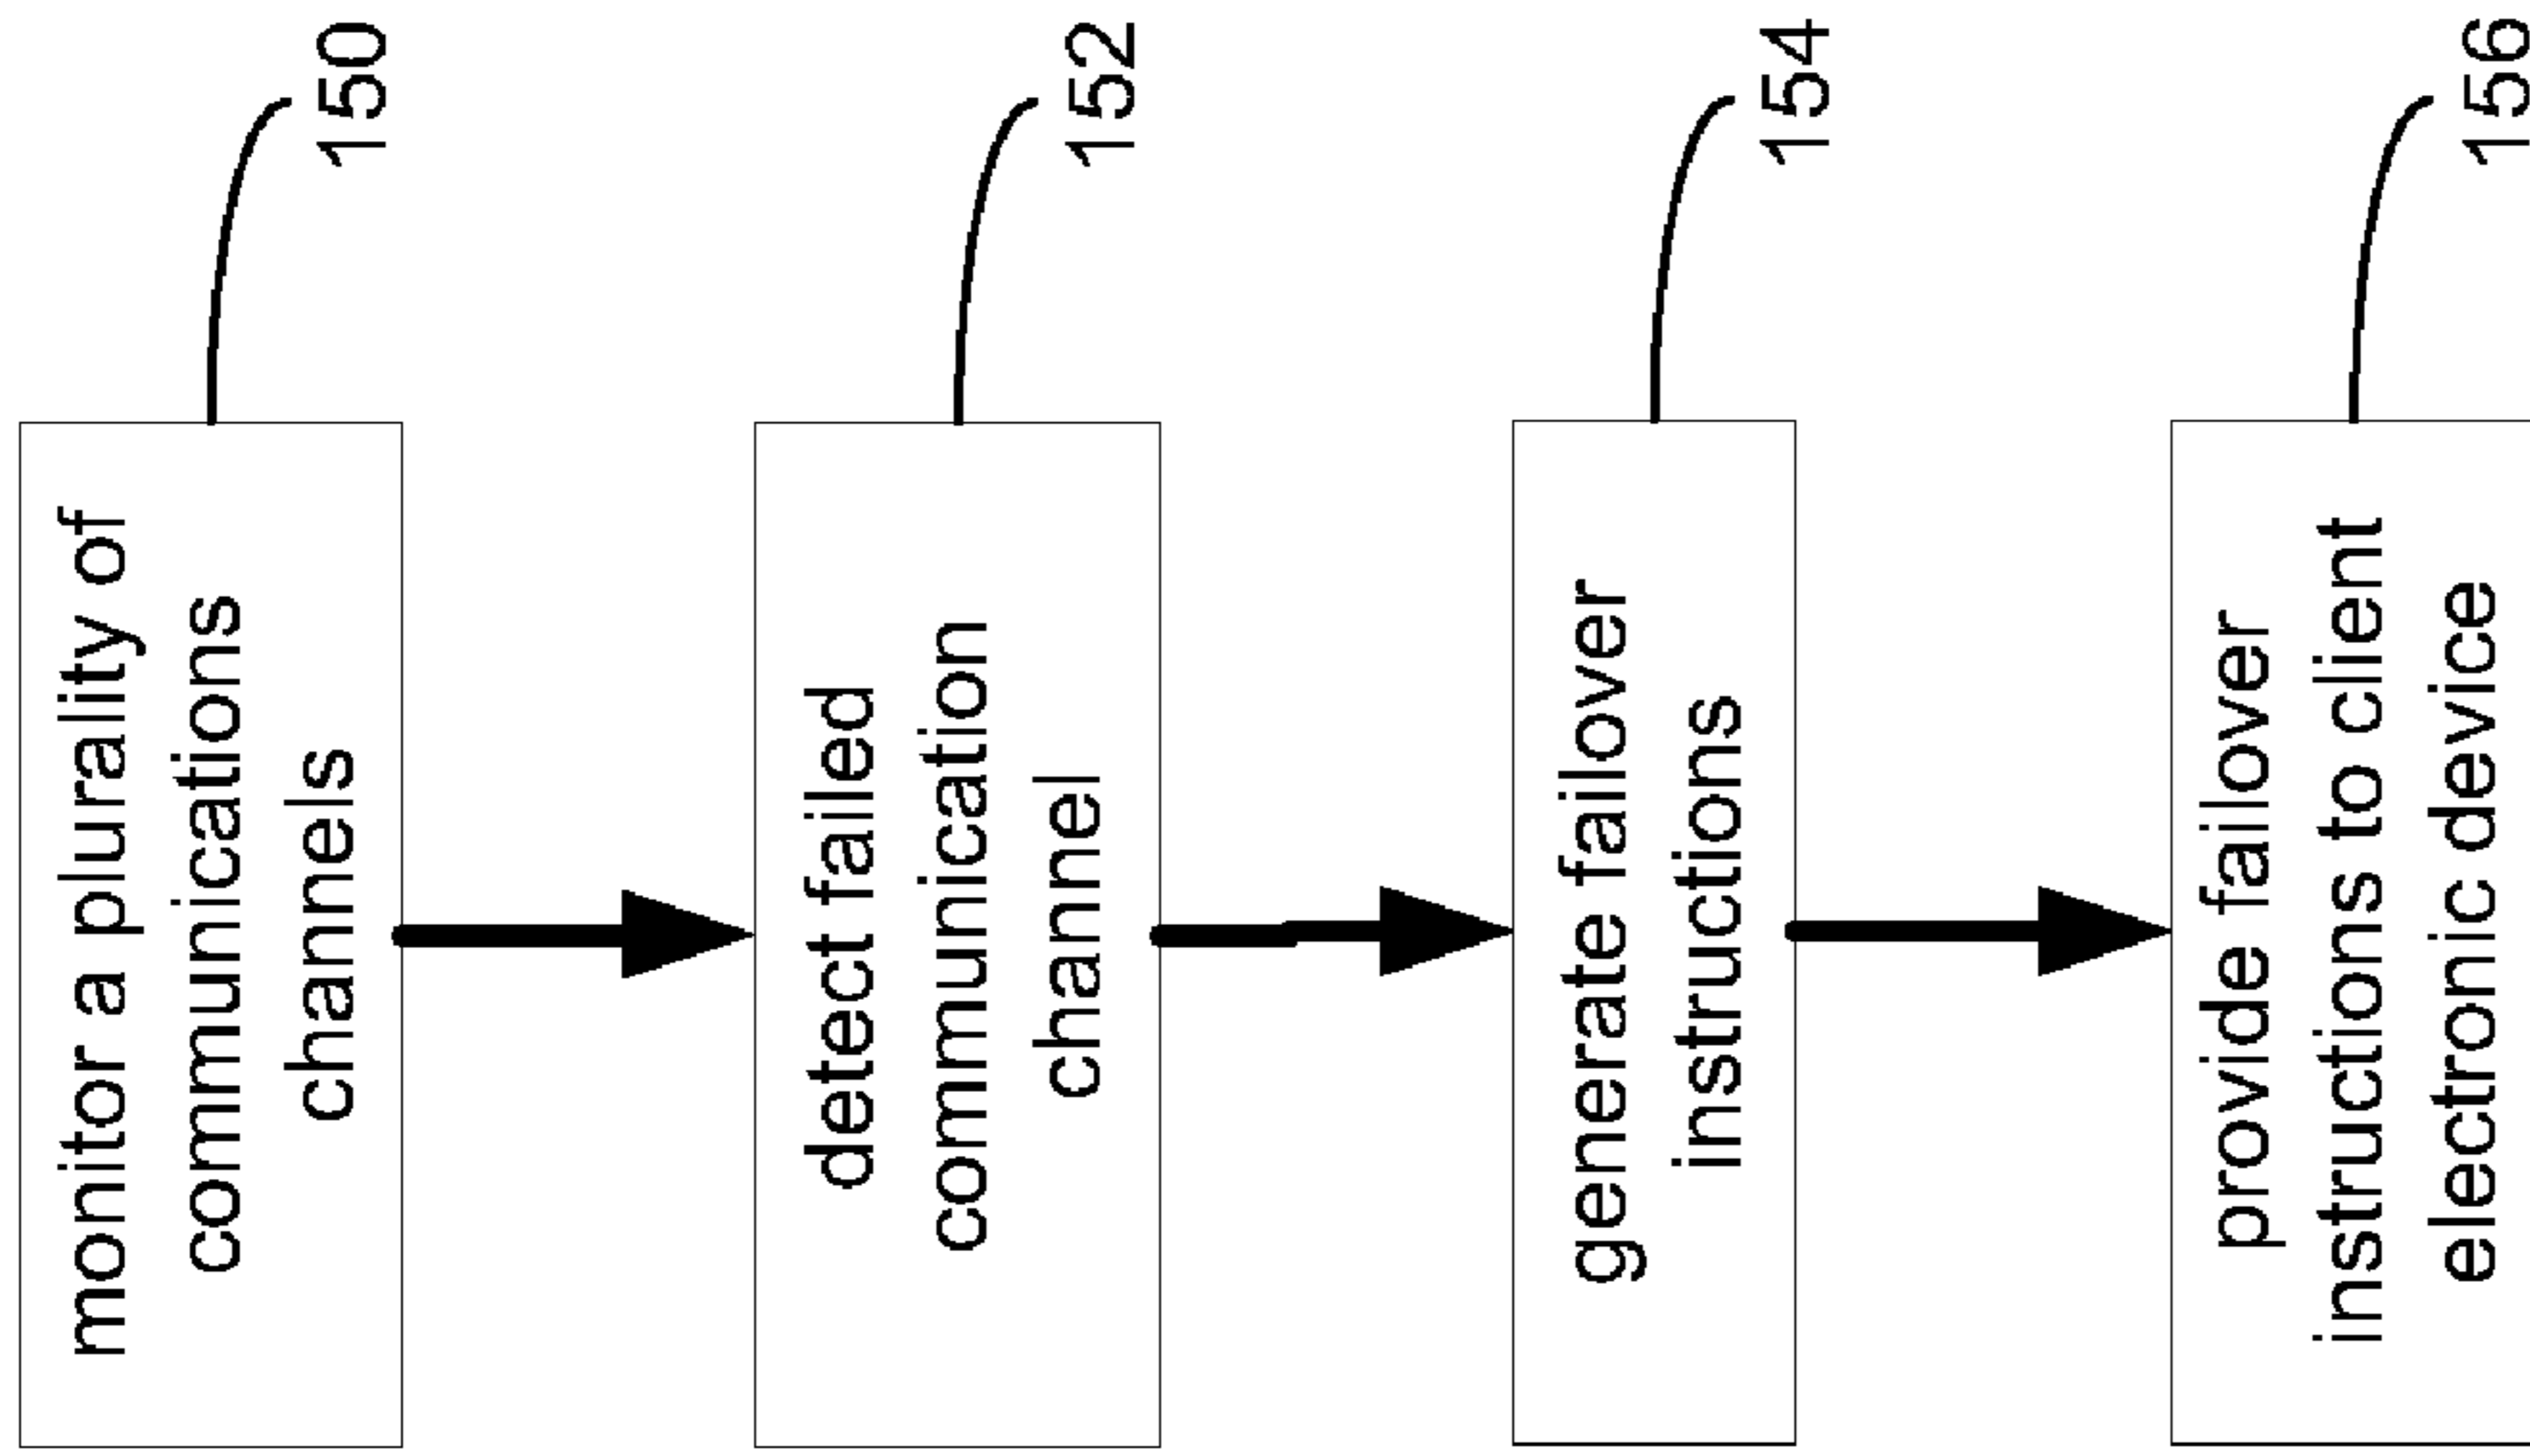 monitor a plurality of
communications
channels
150
detect failed
communication
channel
152
generate failover
instructions
154
provide failover
instructions to client
electronic device
156